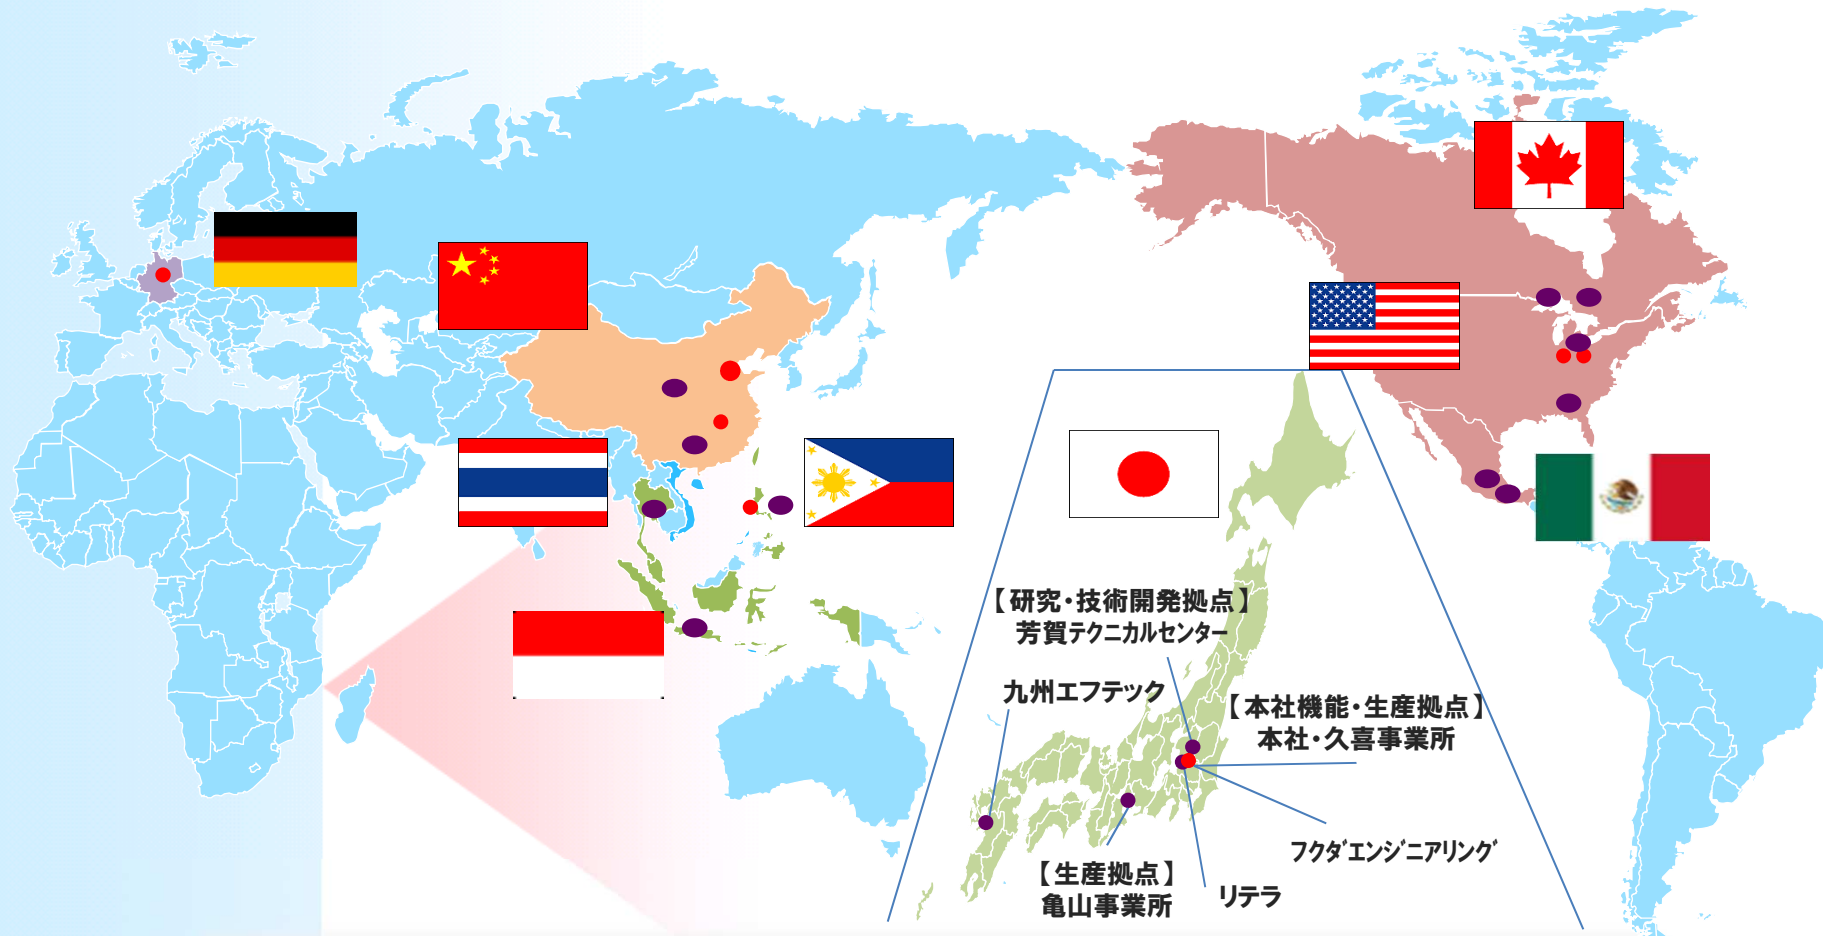 【研究・技術開発拠点】
芳賀テクニカルセンター
九州エフテック
【本社機能・生産拠点】
本社・久喜事業所
フクダエンジニアリング
【生産拠点】
亀山事業所
リテラ